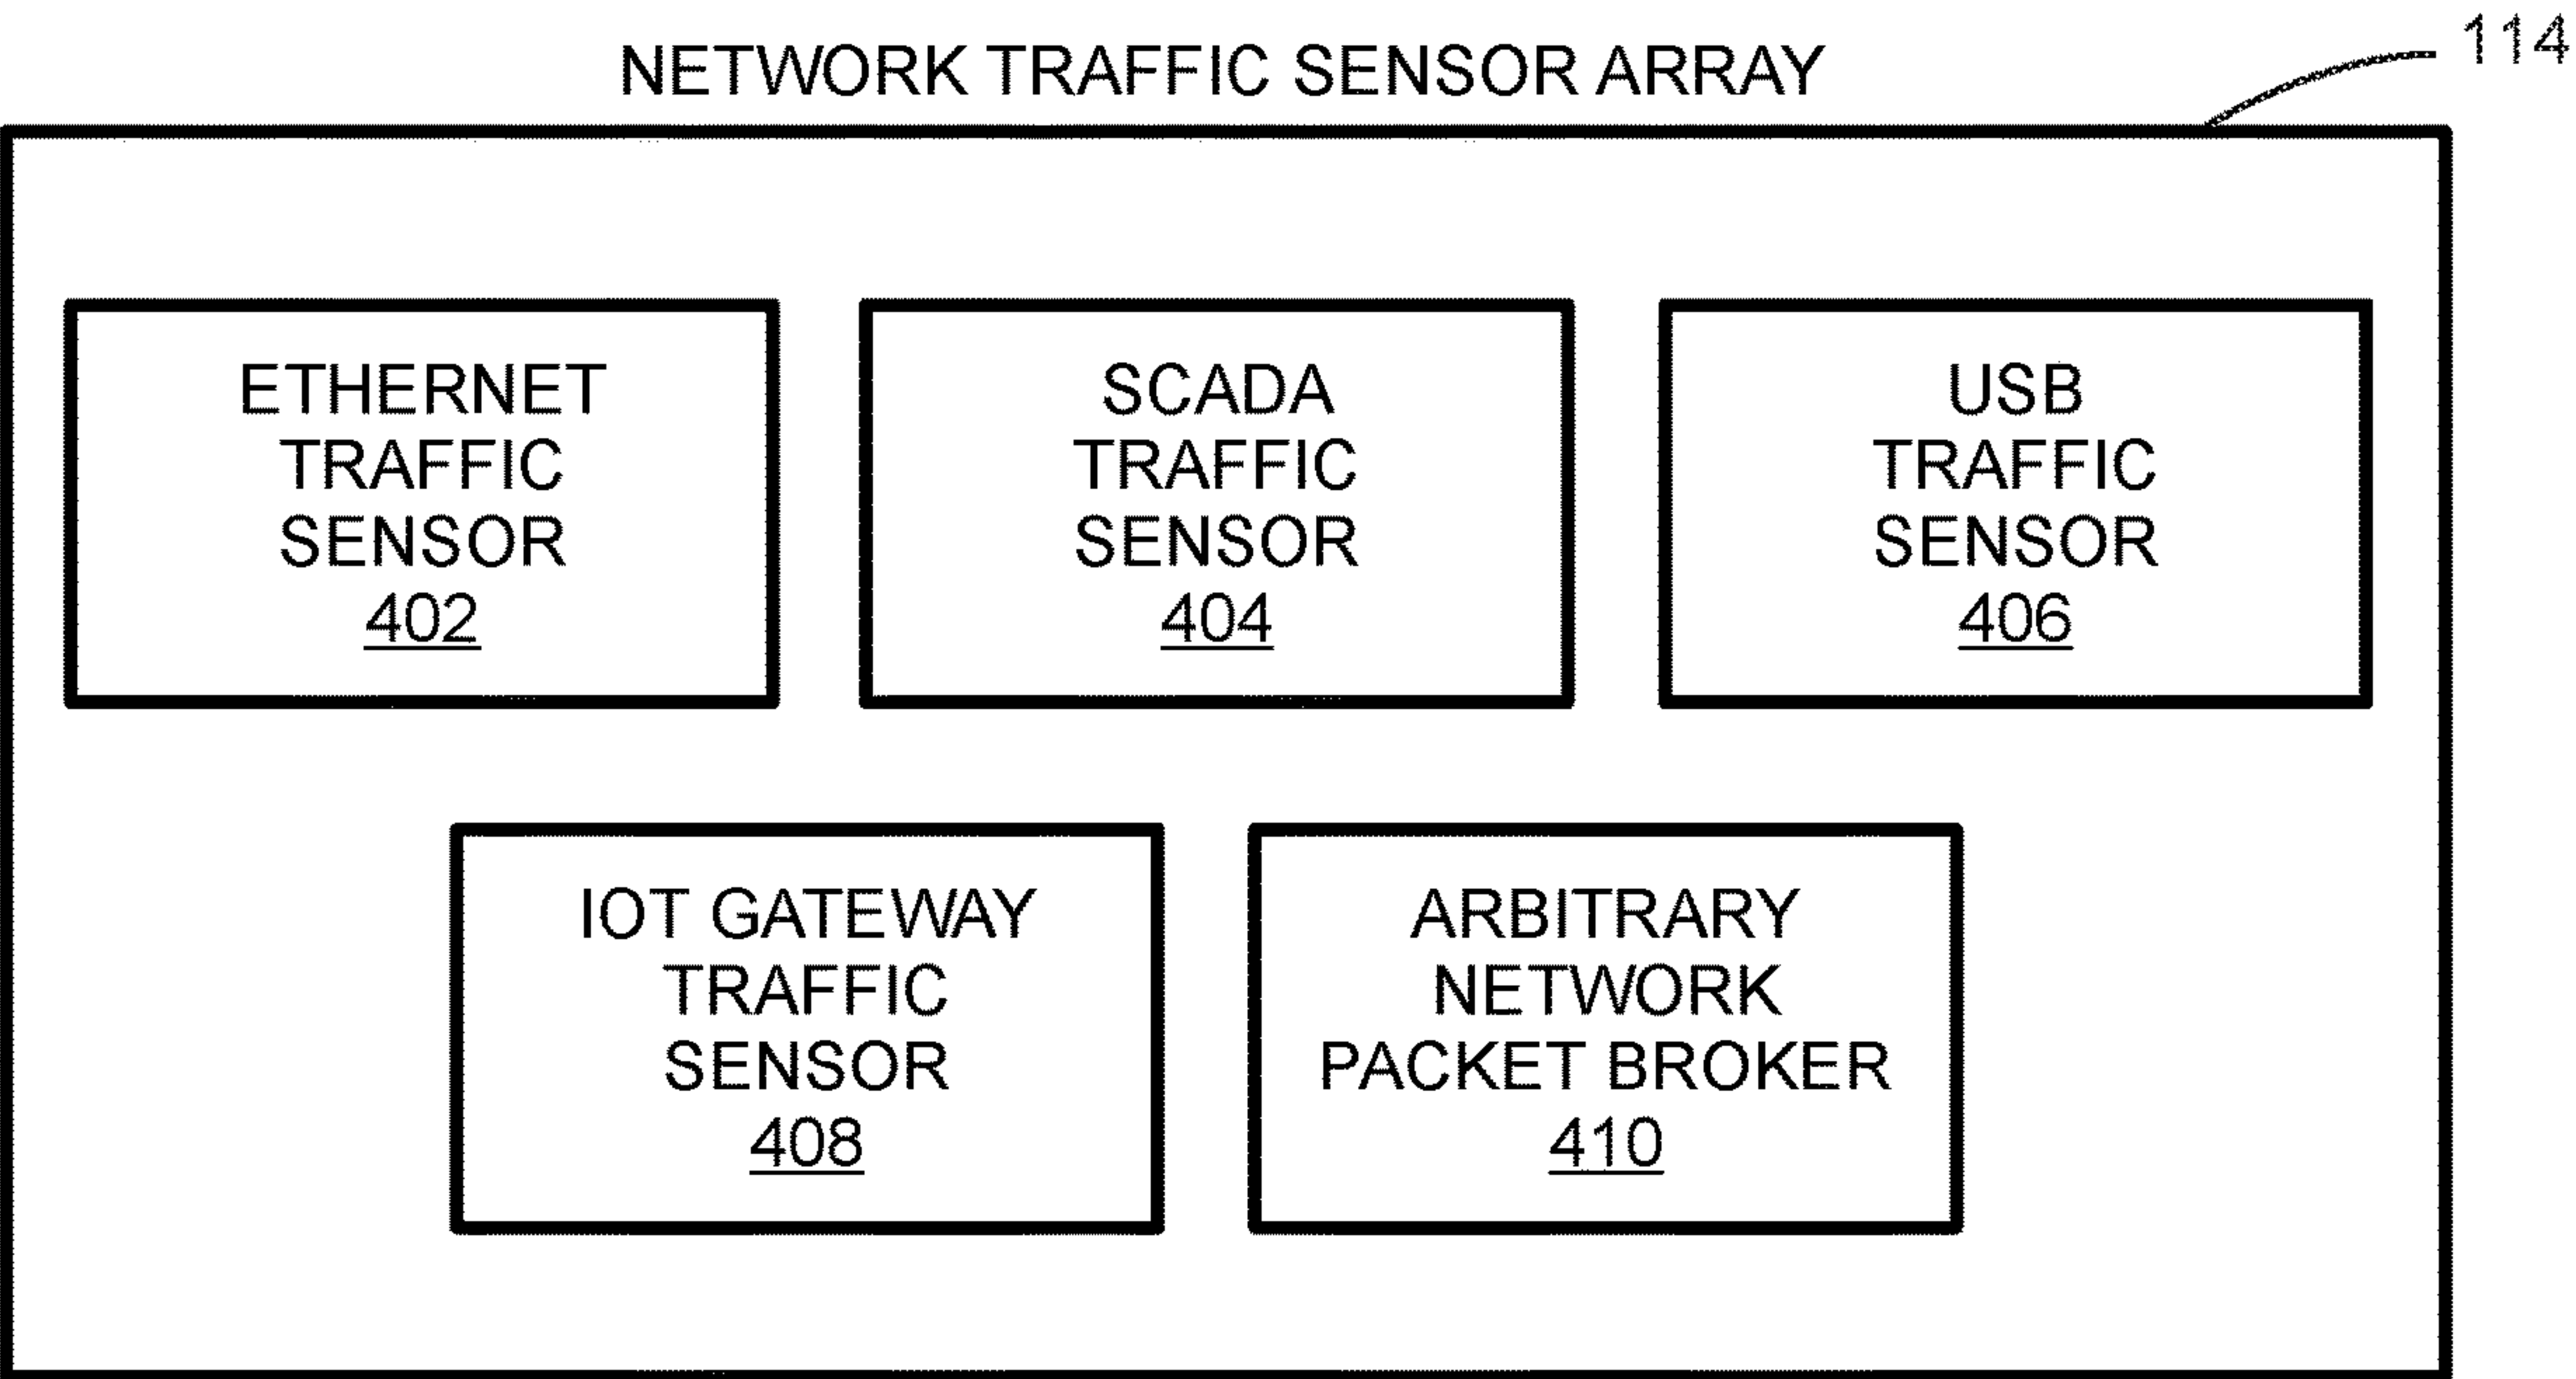 114
NETWORK TRAFFIC SENSOR ARRAY
ETHERNET
TRAFFIC
SENSOR
402
SCADA
TRAFFIC
SENSOR
404
USB
TRAFFIC
SENSOR
406
IOT GATEWAY
TRAFFIC
SENSOR
408
ARBITRARY
NETWORK
PACKET BROKER
410